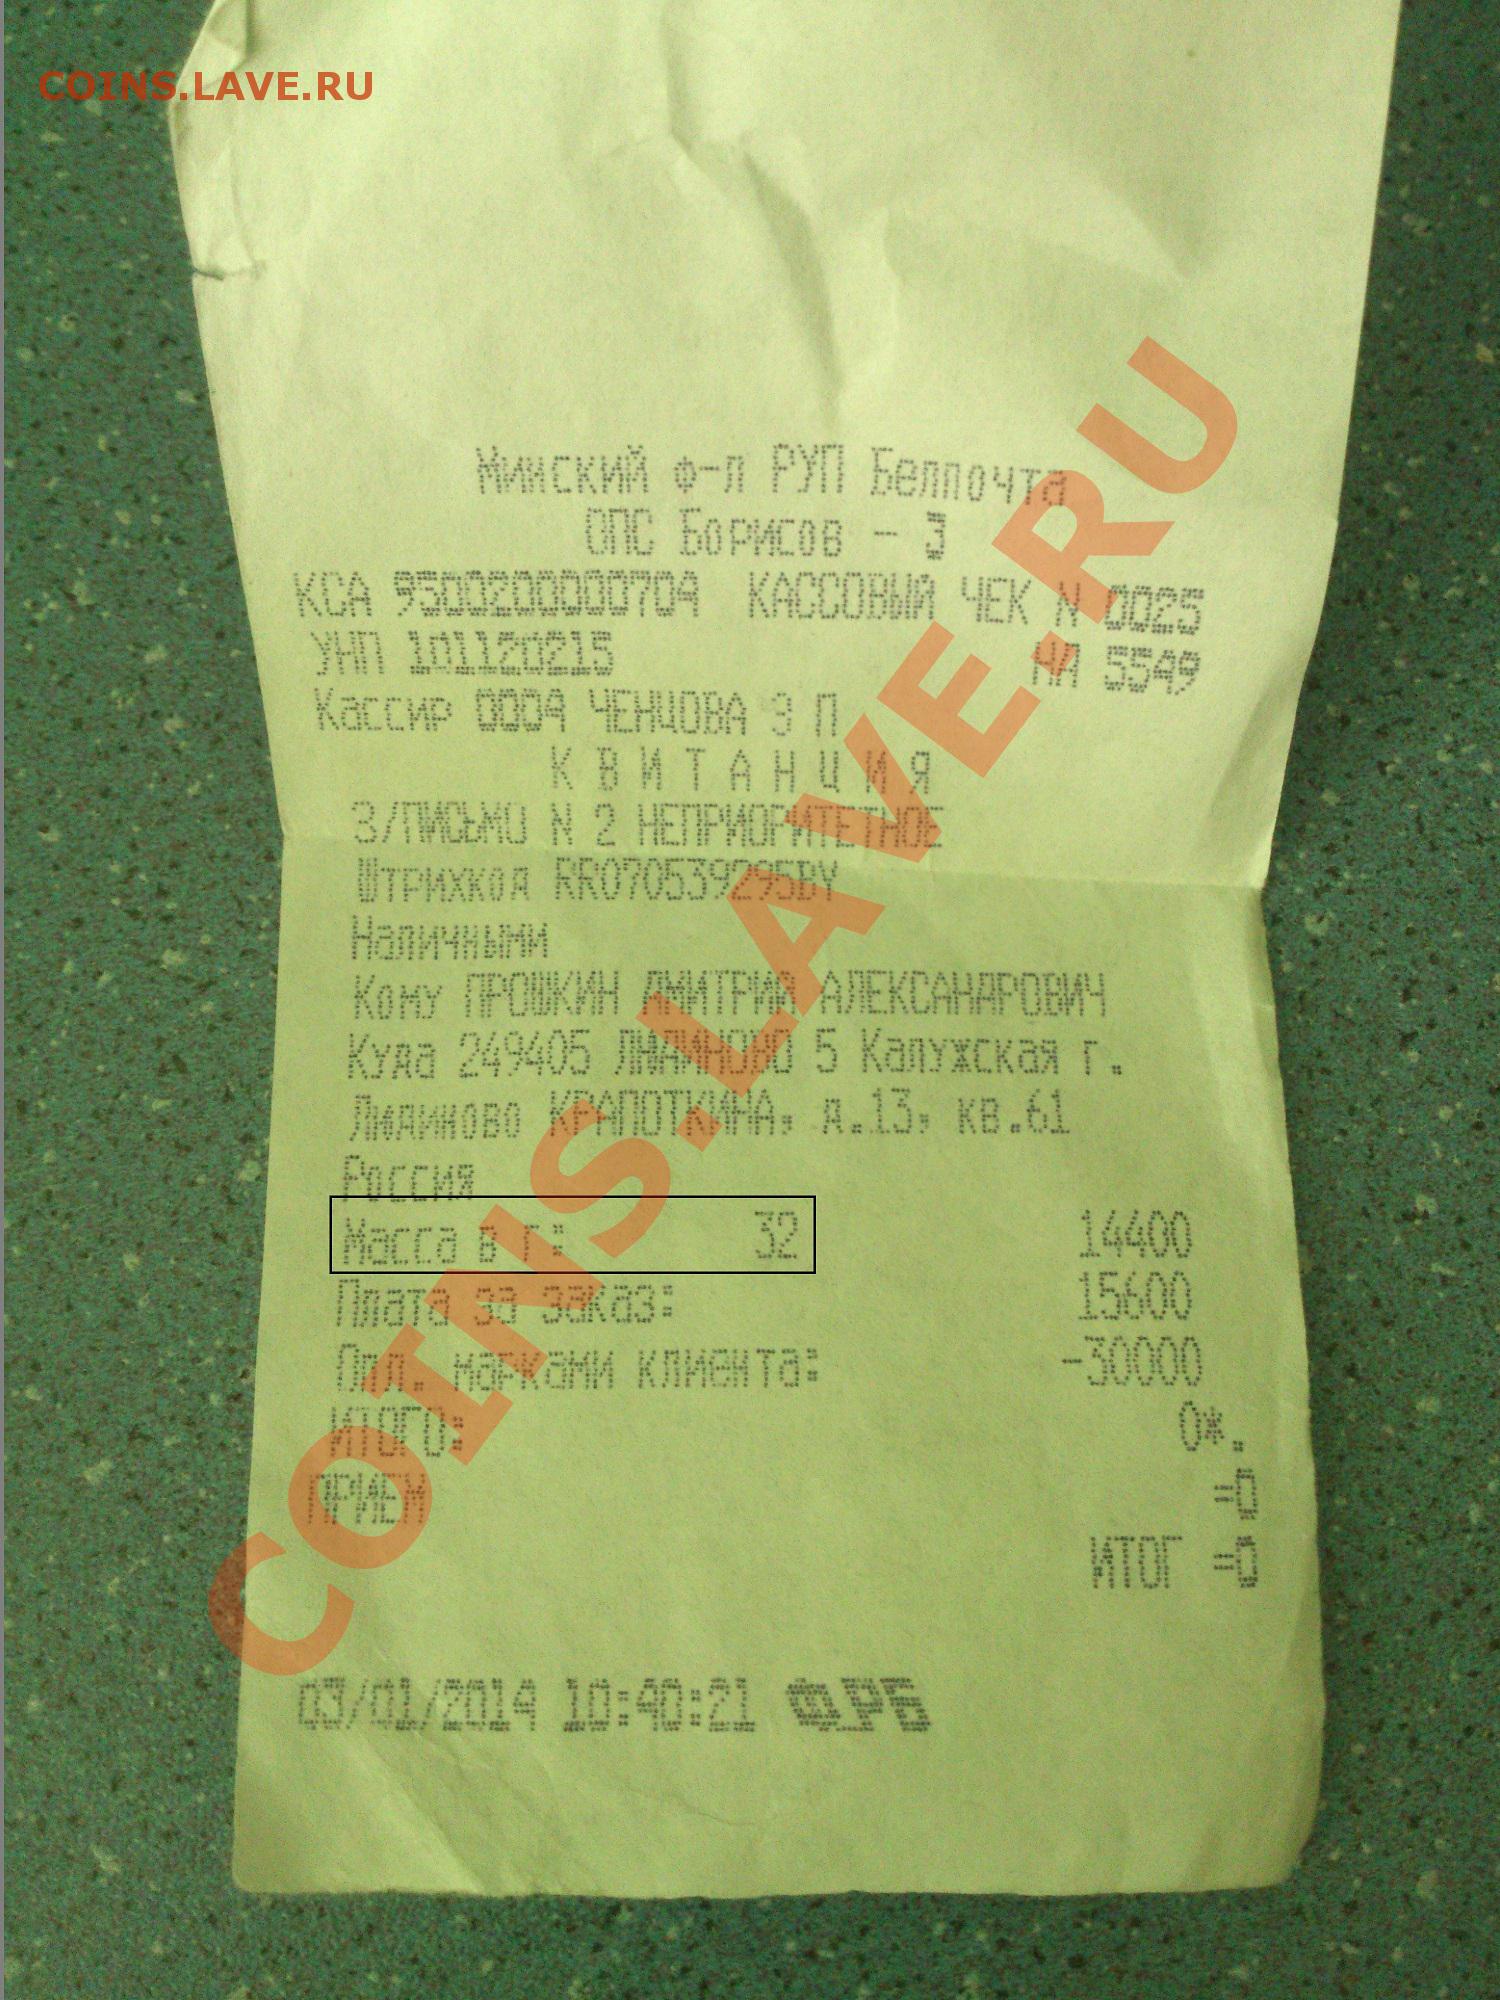 COINS.LAVE.RU
Минский ф-л РУП Белпочта
ОПС Борисов - 3
КСА 950020000704 КАССОВЫЙ ЧЕК N 0025
УНП 101120215 НА 5549
Кассир 0004 ЧЕНЦОВА З П
К В И Т А Н Ц И Я
З/ПИСЬМО N 2 НЕПРИОРИТЕТНОЕ
Штрихкод RR070539295BY
Наличными
Кому ПРОШКИН ДМИТРИЙ АЛЕКСАНДРОВИЧ
Куда 249405 ЛЮДИНОВО 5 Калужская г.
Людиново КРАПОТКИНА, д.13, кв.61
Россия
Масса в г: 32 14400
Плата за заказ: 15600
Опл. марками клиента: -30000
ИТОГО: 0*.
ПРИЕМ =0
ИТОГ =0
03/01/2014 10:40:21
COINS.LAVE.RU